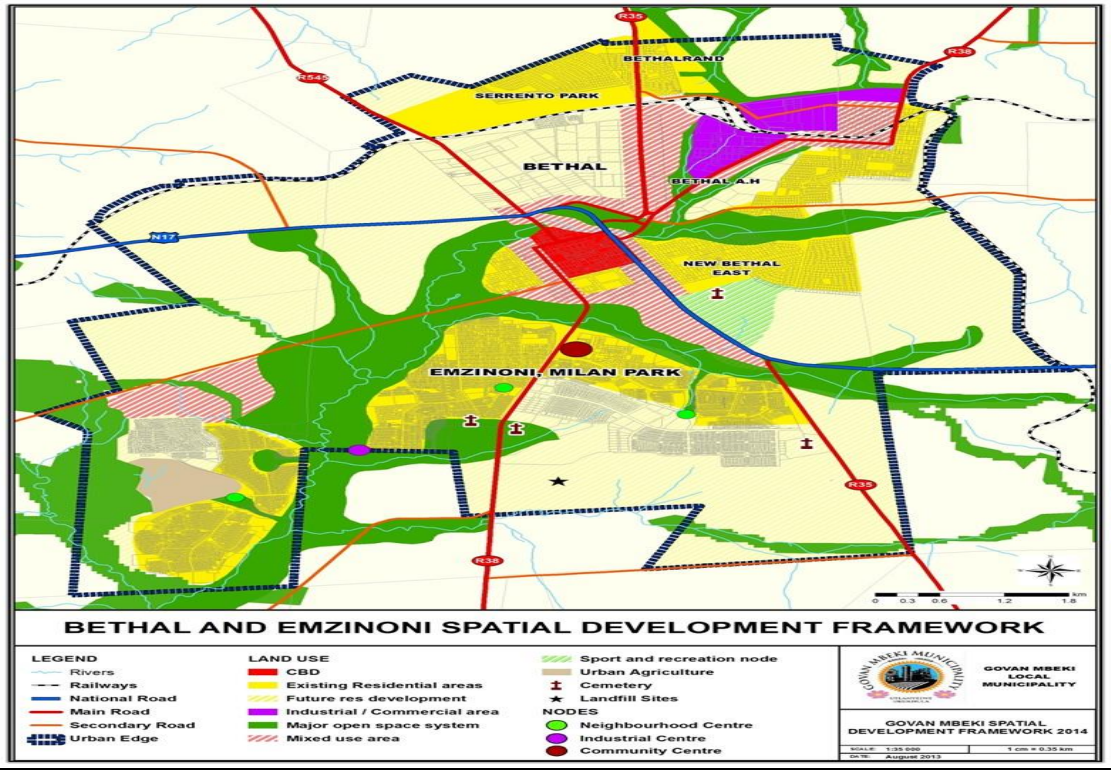 R35
R38
R545
BETHALRAND
SERRENTO PARK
BETHAL
BETHAL A.H
N17
NEW BETHAL
EAST
EMZINONI, MILAN PARK
R35
R38
0 0.3 0.6 1.2 1.8 km
BETHAL AND EMZINONI SPATIAL DEVELOPMENT FRAMEWORK
LEGEND
Rivers
Railways
National Road
Main Road
Secondary Road
Urban Edge
LAND USE
CBD
Existing Residential areas
Future res development
Industrial / Commercial area
Major open space system
Mixed use area
Sport and recreation node
Urban Agriculture
Cemetery
Landfill Sites
NODES
Neighbourhood Centre
Industrial Centre
Community Centre
GOVAN MBEKI MUNICIPALITY
GOVAN MBEKI
LOCAL
MUNICIPALITY
GOVAN MBEKI SPATIAL
DEVELOPMENT FRAMEWORK 2014
SCALE: 1:35 000
1 cm = 0.35 km
DATE: August 2013